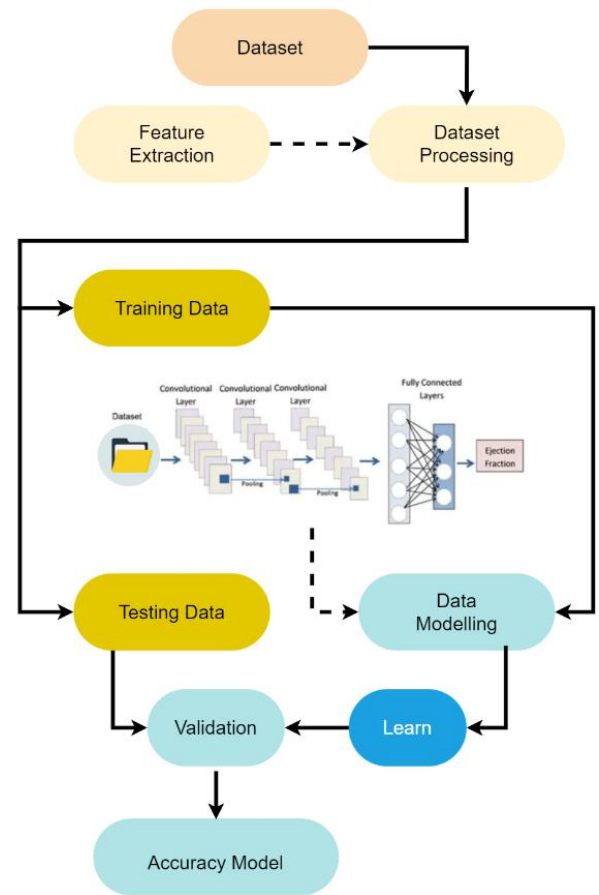 Dataset
Feature
Extraction
Dataset
Processing
Training Data
Convolutional
Layer
Convolutional
Layer
Convolutional
Layer
Fully Connected
Layers
Dataset
Ejection
Fraction
Pooling
Pooling
Testing Data
Data
Modelling
Validation
Learn
Accuracy Model